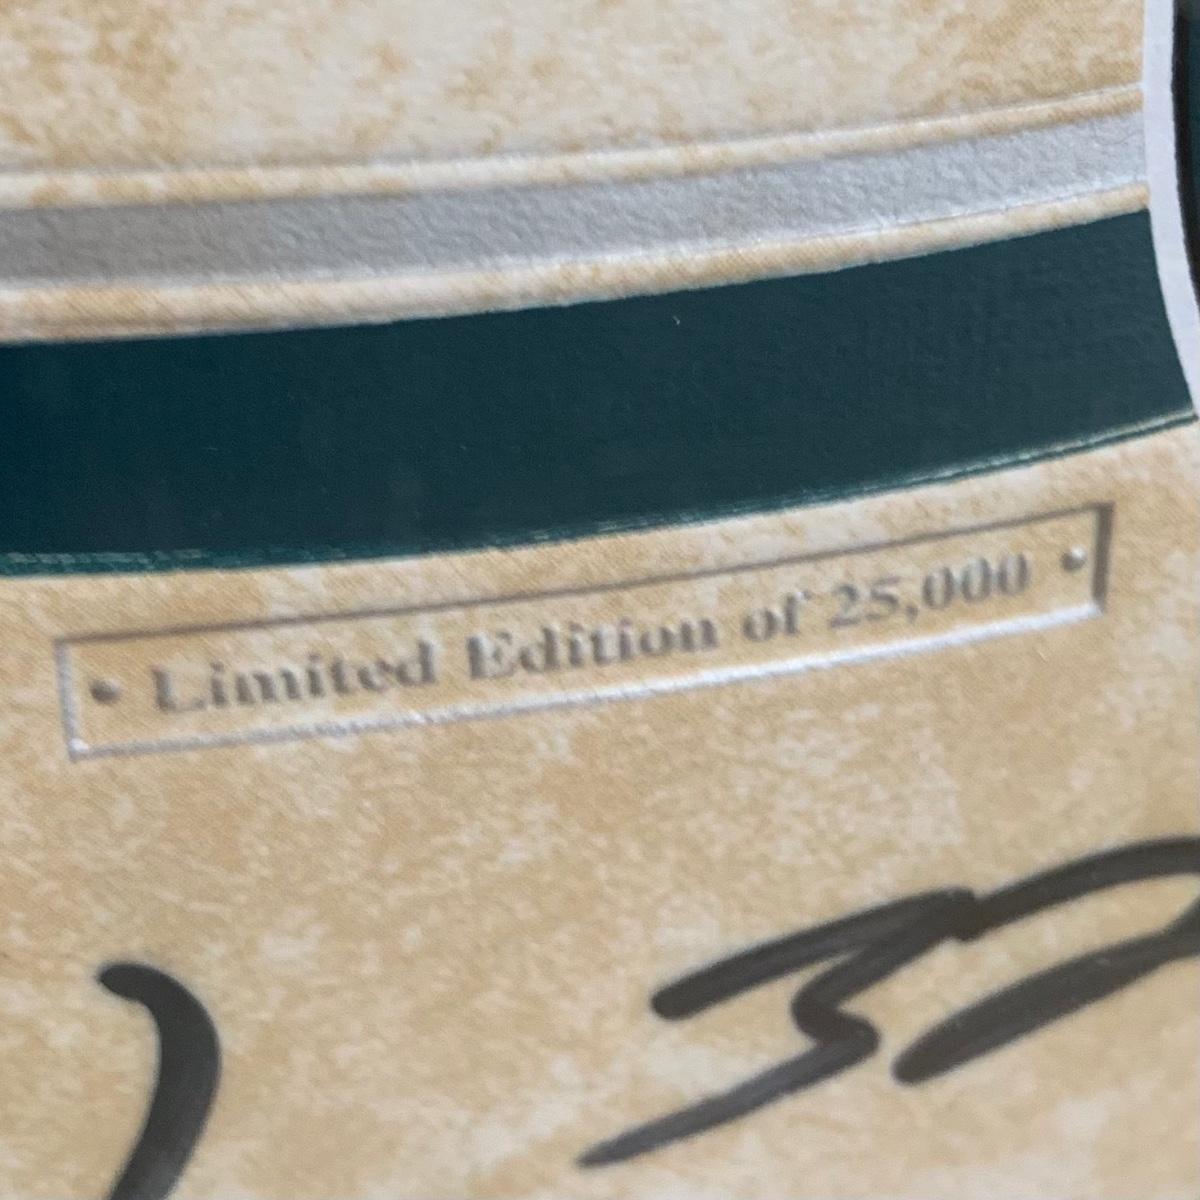 • Limited Edition of 25,000 •